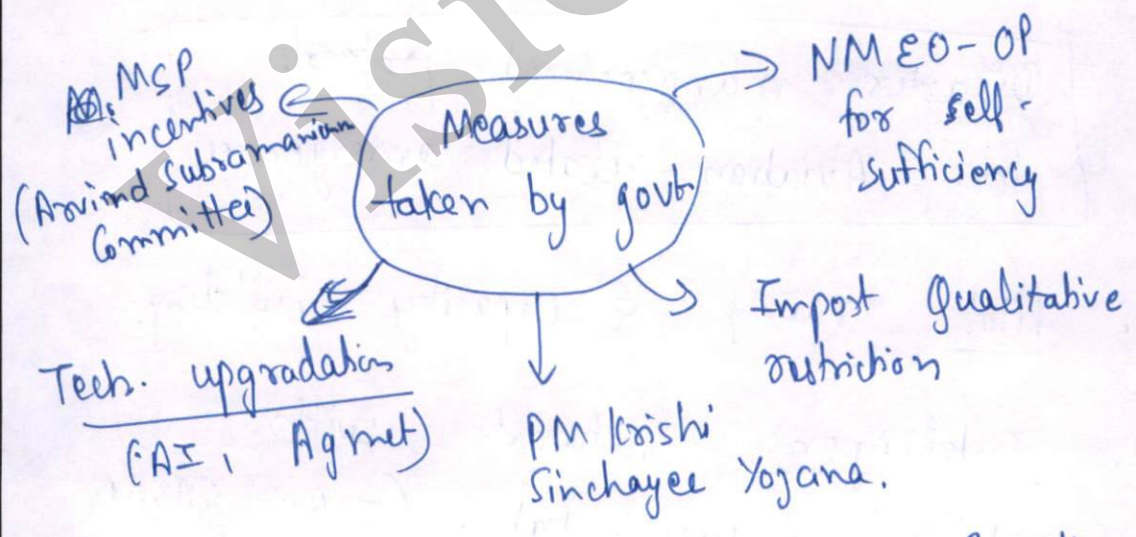 Measures
taken by govt
MSP
incentives
(Arvind Subramanian
Committee)
NMEO-OP
for self-
sufficiency
Tech. upgradation
(AI, Agmet)
PM Krishi
Sinchayee Yojana.
Import Qualitative
restriction
Visio